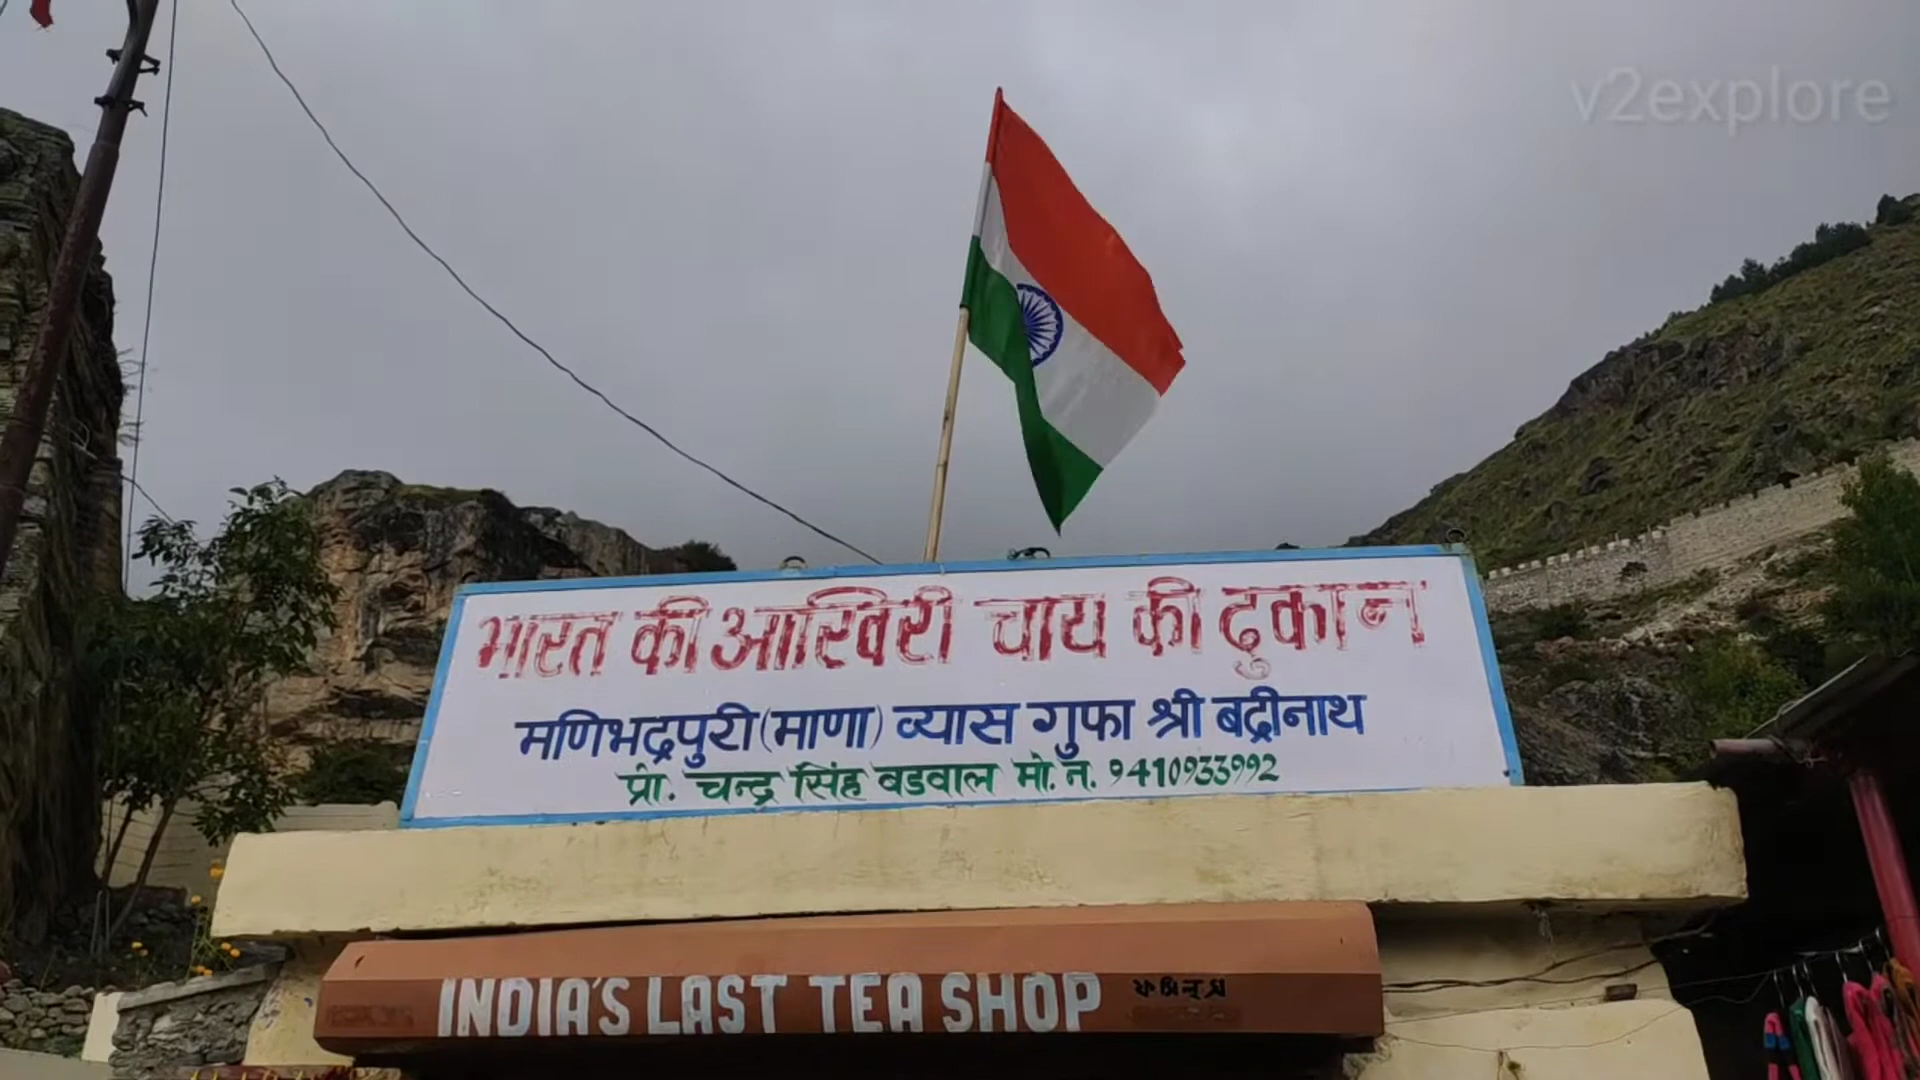 v2explore
भारत की आखिरी चाय की दुकान
मणिभद्रपुरी (माणा) व्यास गुफा श्री बद्रीनाथ
प्रो. चन्द्र सिंह बडवाल मो. न. 9410933992
INDIA'S LAST TEA SHOP